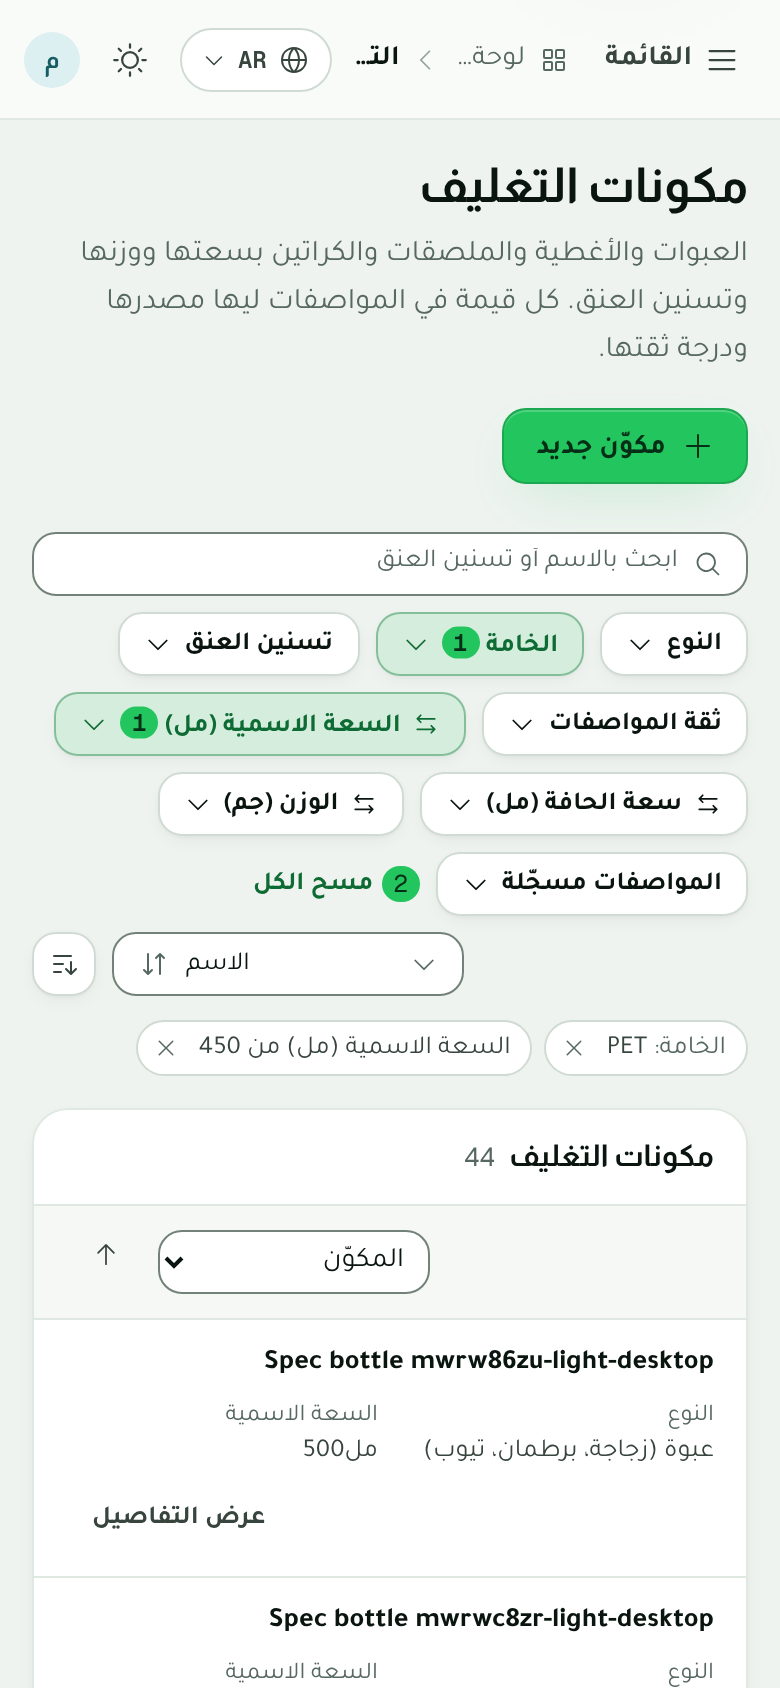 القائمة
لوحة...
الت...
AR
م
مكونات التغليف
العبوات والأغطية والملصقات والكراتين بسعتها ووزنها
وتسنين العنق. كل قيمة في المواصفات ليها مصدرها
ودرجة ثقتها.
مكوّن جديد
ابحث بالاسم أو تسنين العنق
النوع
الخامة 1
تسنين العنق
ثقة المواصفات
السعة الاسمية (مل) 1
سعة الحافة (مل)
الوزن (جم)
المواصفات مسجّلة
2 مسح الكل
الاسم
الخامة: PET
السعة الاسمية (مل) من 450
مكونات التغليف 44
المكوّن
Spec bottle mwrw86zu-light-desktop
النوع
السعة الاسمية
عبوة (زجاجة، برطمان، تيوب)
مل500
عرض التفاصيل
Spec bottle mwrwc8zr-light-desktop
النوع
السعة الاسمية